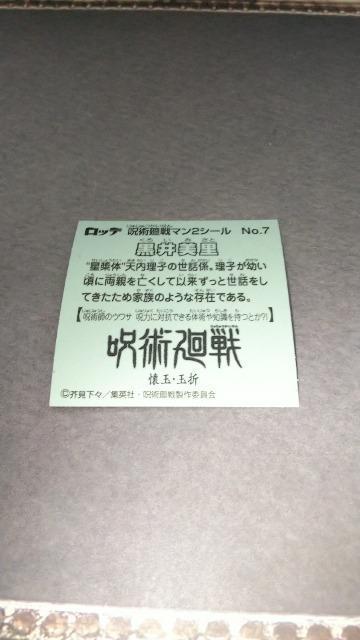 ロッテ 呪術廻戦マン2シール No.7
黒井美里
"星漿体"天内理子の世話係。理子が幼い
頃に両親を亡くして以来ずっと世話をし
てきたため家族のような存在である。
【呪術師のウワサ 呪力に対抗できる体術や知識を持つとか?!】
呪術廻戦
懐玉・玉折
©芥見下々/集英社・呪術廻戦製作委員会